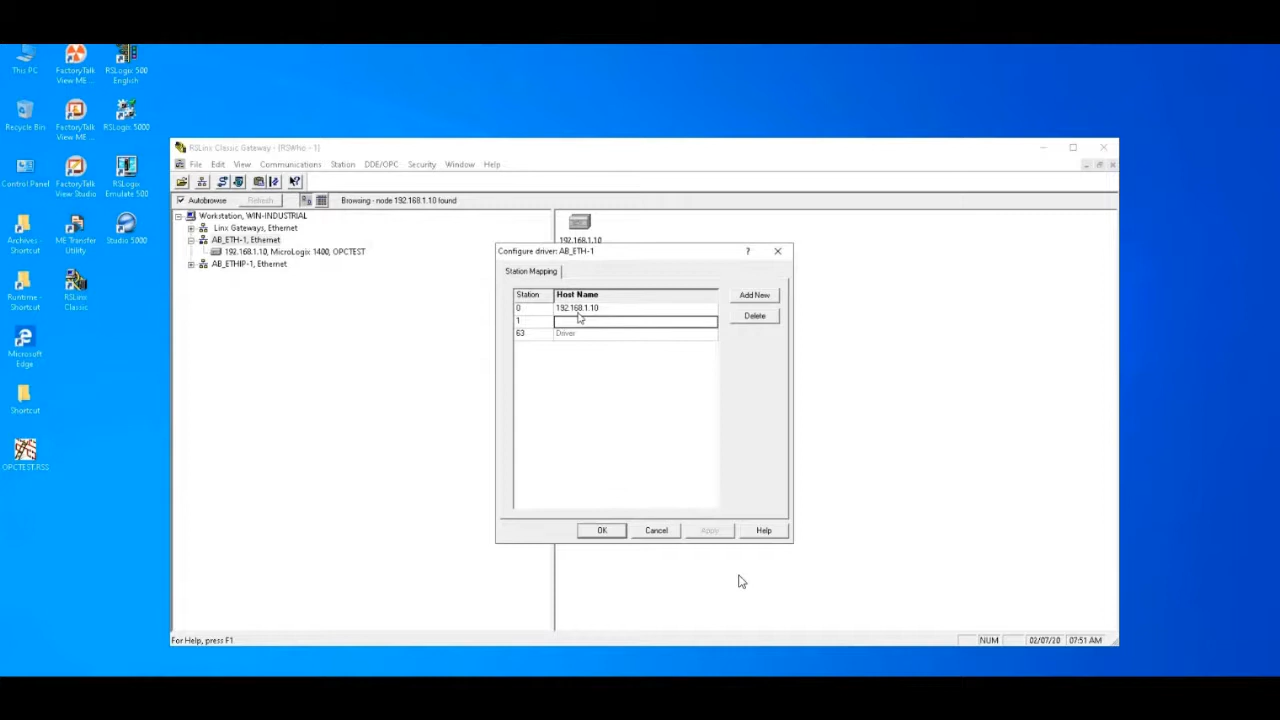 This PC
FactoryTalk
View ME ...
RSLogix 500
English
Recycle Bin
FactoryTalk
View ME ...
RSLogix 5000
Control Panel
FactoryTalk
View Studio
RSLogix
Emulate 500
Archives -
Shortcut
ME Transfer
Utility
Studio 5000
Runtime -
Shortcut
RSLinx
Classic
Microsoft
Edge
Shortcut
OPCTEST.RSS
RSLinx Classic Gateway - [RSWho - 1]
File Edit View Communications Station DDE/OPC Security Window Help
Autobrowse Refresh Browsing - node 192.168.1.10 found
Workstation, WIN-INDUSTRIAL
Linx Gateways, Ethernet
AB_ETH-1, Ethernet
192.168.1.10, MicroLogix 1400, OPCTEST
AB_ETHIP-1, Ethernet
192.168.1.10
Configure driver: AB_ETH-1
? 
Station Mapping
Station Host Name
0 192.168.1.10
1
63 Driver
Add New
Delete
OK Cancel Apply Help
For Help, press F1
NUM 02/07/20 07:51 AM